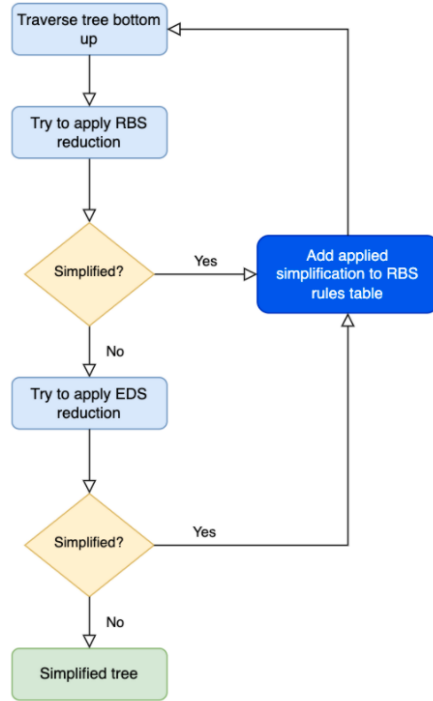 Traverse tree bottom
up
Try to apply RBS
reduction
Simplified?
Yes
Add applied
simplification to RBS
rules table
No
Try to apply EDS
reduction
Simplified?
Yes
No
Simplified tree